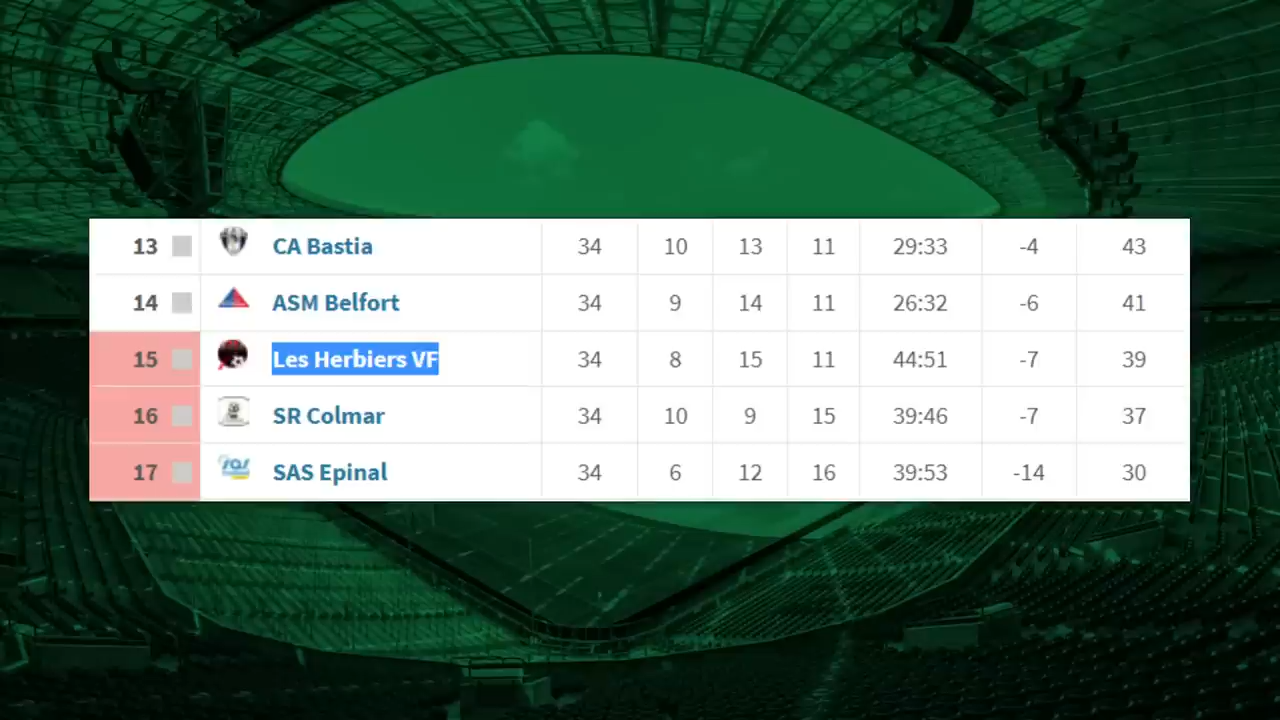 13 CA Bastia 34 10 13 11 29:33 -4 43
14 ASM Belfort 34 9 14 11 26:32 -6 41
15 Les Herbiers VF 34 8 15 11 44:51 -7 39
16 SR Colmar 34 10 9 15 39:46 -7 37
17 SAS Epinal 34 6 12 16 39:53 -14 30